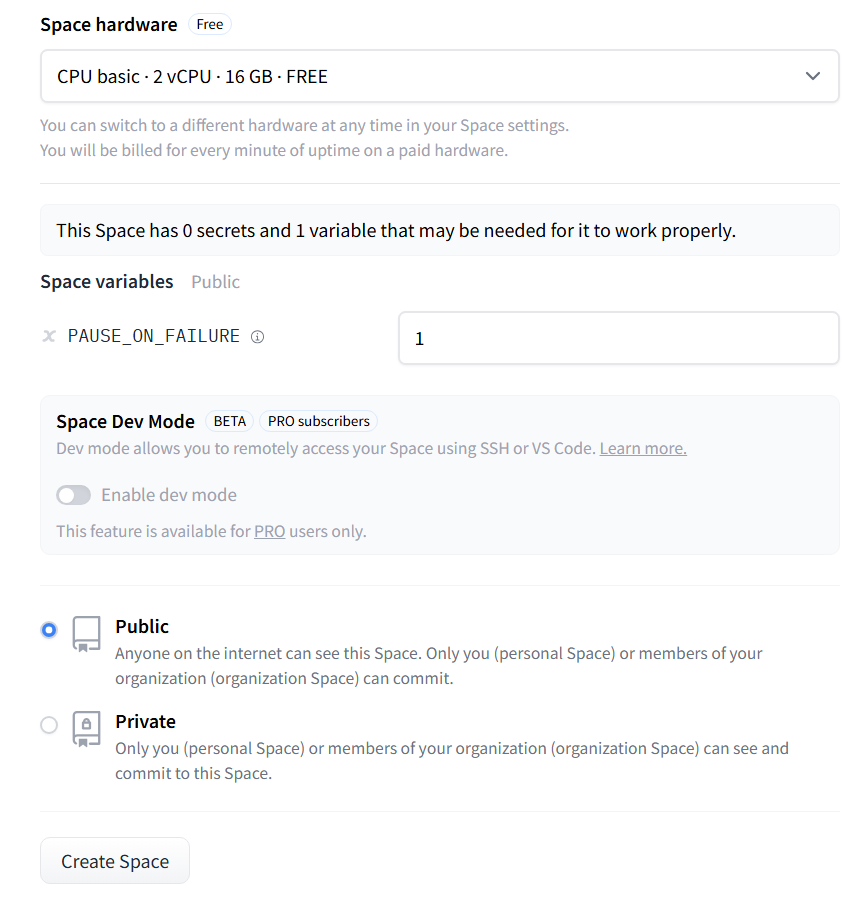 Space hardware Free
CPU basic · 2 vCPU · 16 GB · FREE
You can switch to a different hardware at any time in your Space settings.
You will be billed for every minute of uptime on a paid hardware.
This Space has 0 secrets and 1 variable that may be needed for it to work properly.
Space variables Public
PAUSE_ON_FAILURE 1
Space Dev Mode BETA PRO subscribers
Dev mode allows you to remotely access your Space using SSH or VS Code. Learn more.
Enable dev mode
This feature is available for PRO users only.
Public
Anyone on the internet can see this Space. Only you (personal Space) or members of your
organization (organization Space) can commit.
Private
Only you (personal Space) or members of your organization (organization Space) can see and
commit to this Space.
Create Space